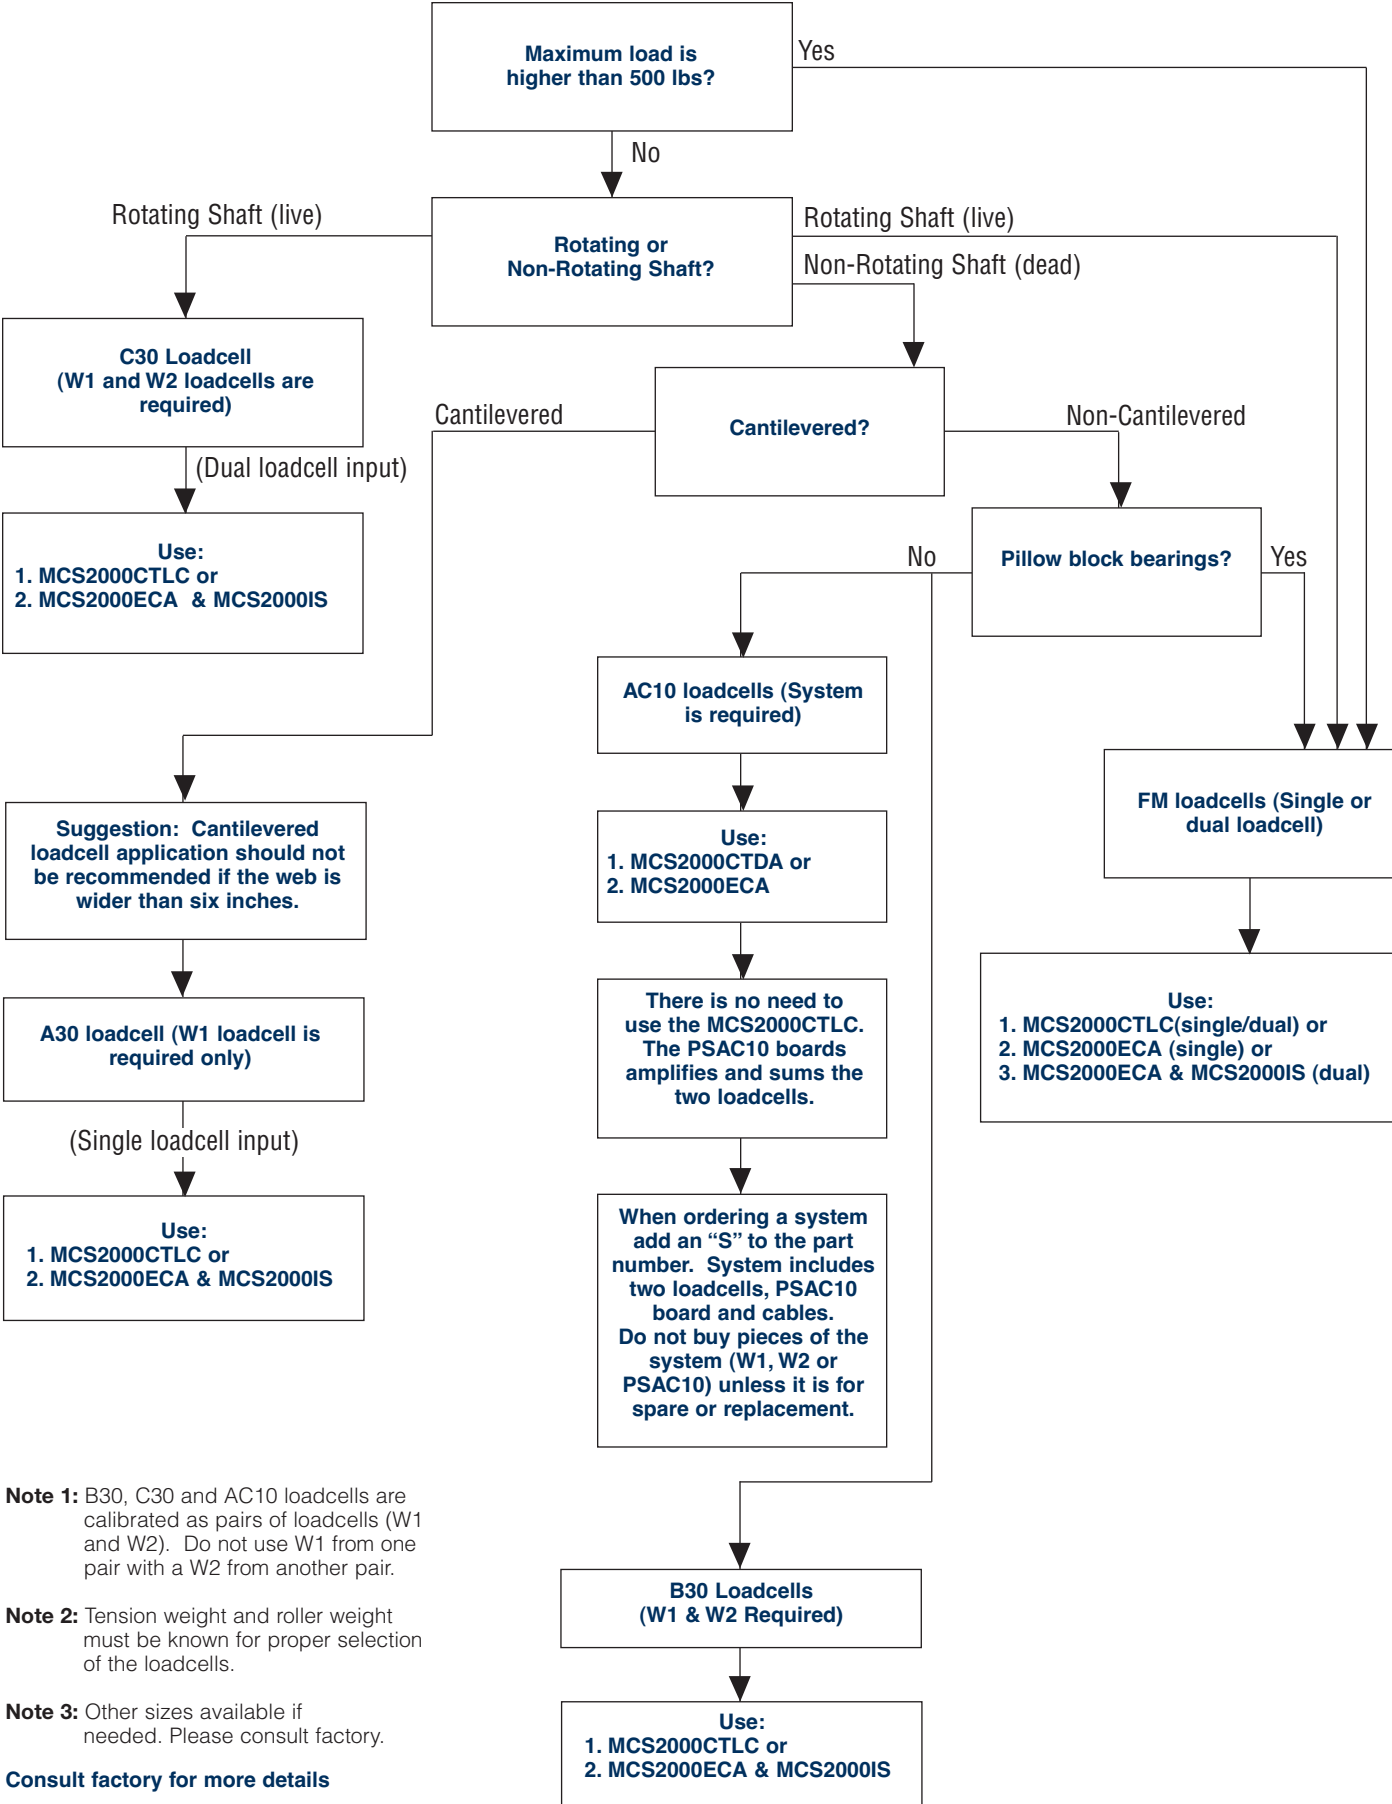 Maximum load is
higher than 500 lbs?
Yes
No
Rotating Shaft (live)
Rotating or
Non-Rotating Shaft?
Rotating Shaft (live)
Non-Rotating Shaft (dead)
C30 Loadcell
(W1 and W2 loadcells are
required)
(Dual loadcell input)
Use:
1. MCS2000CTLC or
2. MCS2000ECA & MCS2000IS
Cantilevered
Cantilevered?
Non-Cantilevered
No
Pillow block bearings?
Yes
AC10 loadcells (System
is required)
Use:
1. MCS2000CTDA or
2. MCS2000ECA
There is no need to
use the MCS2000CTLC.
The PSAC10 boards
amplifies and sums the
two loadcells.
When ordering a system
add an “S” to the part
number. System includes
two loadcells, PSAC10
board and cables.
Do not buy pieces of the
system (W1, W2 or
PSAC10) unless it is for
spare or replacement.
FM loadcells (Single or
dual loadcell)
Use:
1. MCS2000CTLC(single/dual) or
2. MCS2000ECA (single) or
3. MCS2000ECA & MCS2000IS (dual)
Suggestion: Cantilevered
loadcell application should not
be recommended if the web is
wider than six inches.
A30 loadcell (W1 loadcell is
required only)
(Single loadcell input)
Use:
1. MCS2000CTLC or
2. MCS2000ECA & MCS2000IS
B30 Loadcells
(W1 & W2 Required)
Use:
1. MCS2000CTLC or
2. MCS2000ECA & MCS2000IS
Note 1: B30, C30 and AC10 loadcells are
calibrated as pairs of loadcells (W1
and W2). Do not use W1 from one
pair with a W2 from another pair.
Note 2: Tension weight and roller weight
must be known for proper selection
of the loadcells.
Note 3: Other sizes available if
needed. Please consult factory.
Consult factory for more details